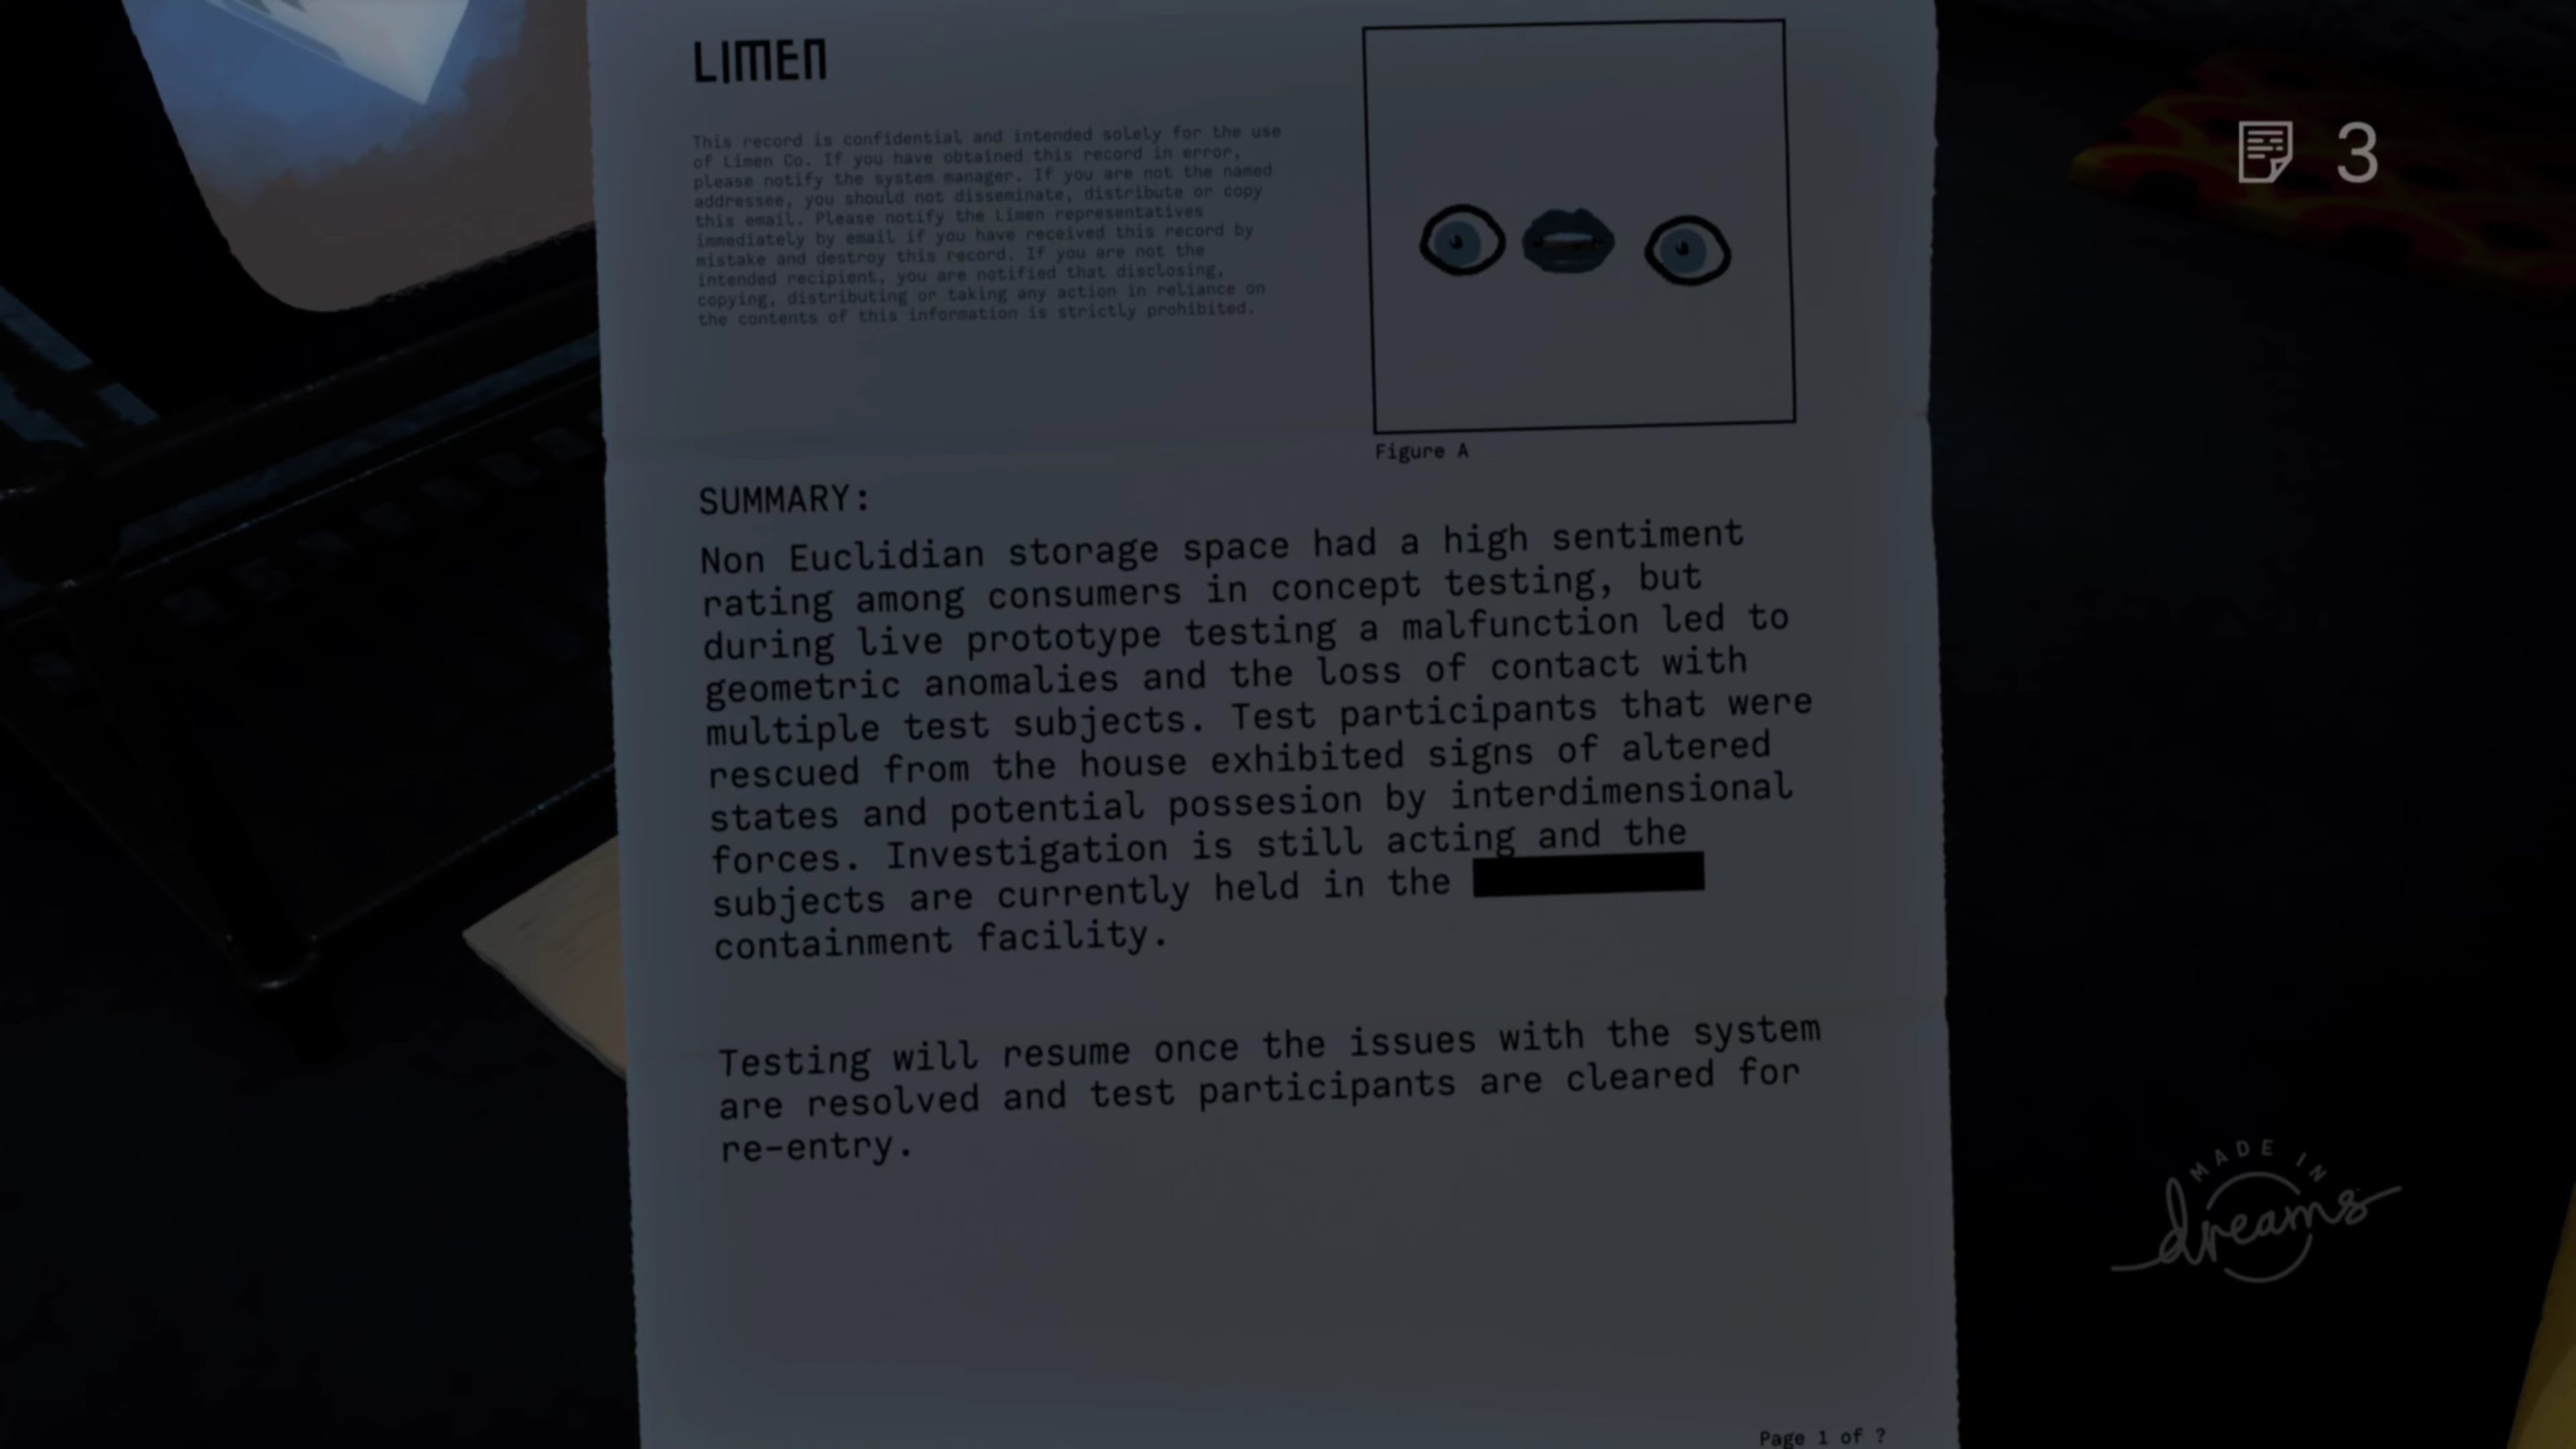 LIMEN
This record is confidential and intended solely for the use
of Limen Co. If you have obtained this record in error,
please notify the system manager. If you are not the named
addressee, you should not disseminate, distribute or copy
this email. Please notify the Limen representatives
immediately by email if you have received this record by
mistake and destroy this record. If you are not the
intended recipient, you are notified that disclosing,
copying, distributing or taking any action in reliance on
the contents of this information is strictly prohibited.
Figure A
3
SUMMARY:
Non Euclidian storage space had a high sentiment
rating among consumers in concept testing, but
during live prototype testing a malfunction led to
geometric anomalies and the loss of contact with
multiple test subjects. Test participants that were
rescued from the house exhibited signs of altered
states and potential possesion by interdimensional
forces. Investigation is still acting and the
subjects are currently held in the
containment facility.
Testing will resume once the issues with the system
are resolved and test participants are cleared for
re-entry.
MADE IN
dreams
Page 1 of ?